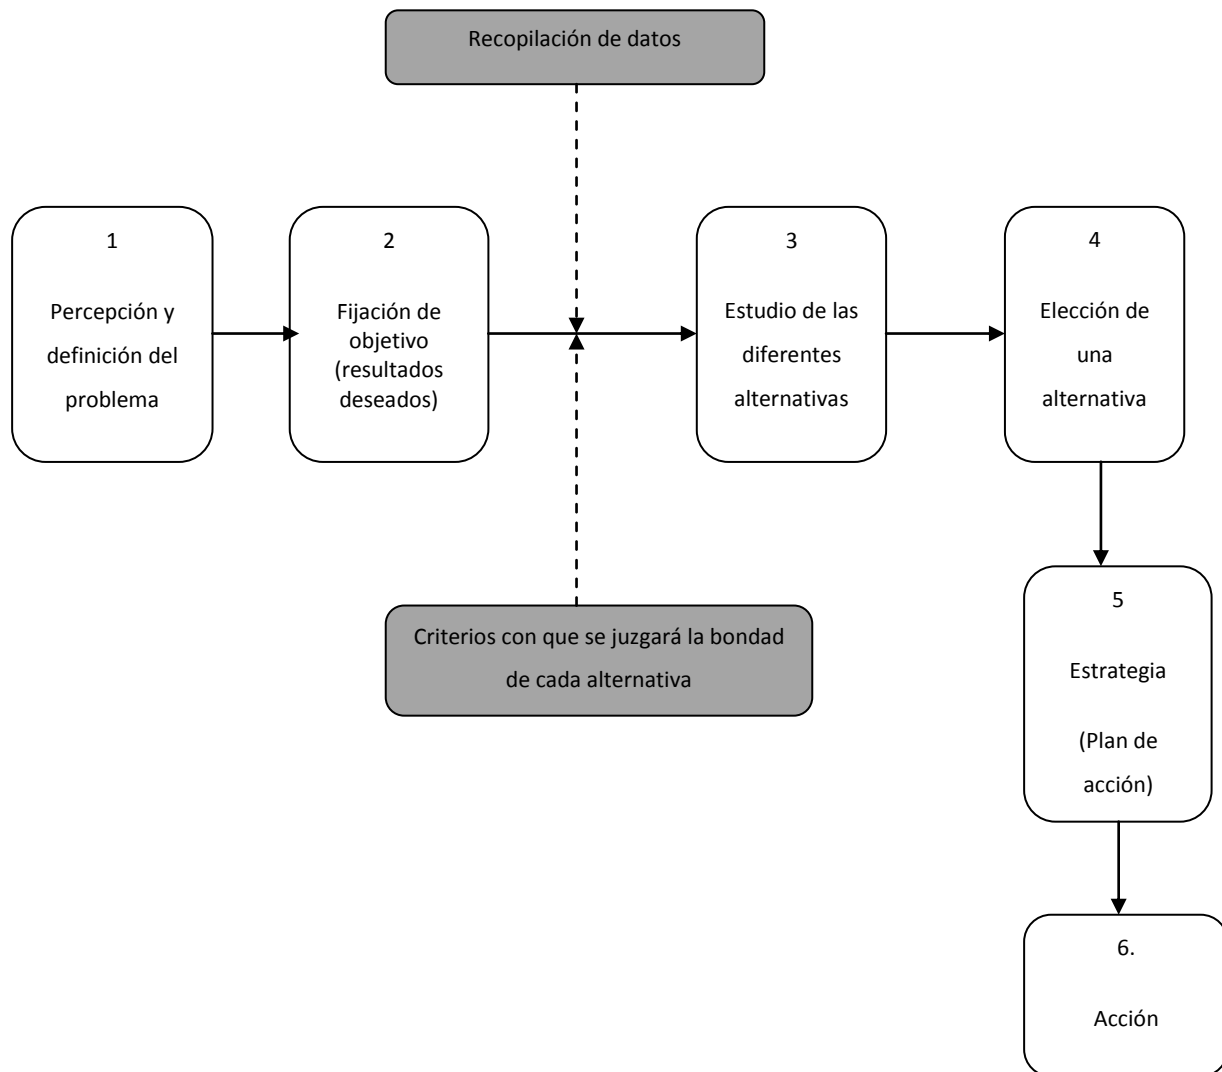 Recopilación de datos
1
Percepción y
definición del
problema
2
Fijación de
objetivo
(resultados
deseados)
3
Estudio de las
diferentes
alternativas
4
Elección de
una
alternativa
Criterios con que se juzgará la bondad
de cada alternativa
5
Estrategia
(Plan de
acción)
6.
Acción